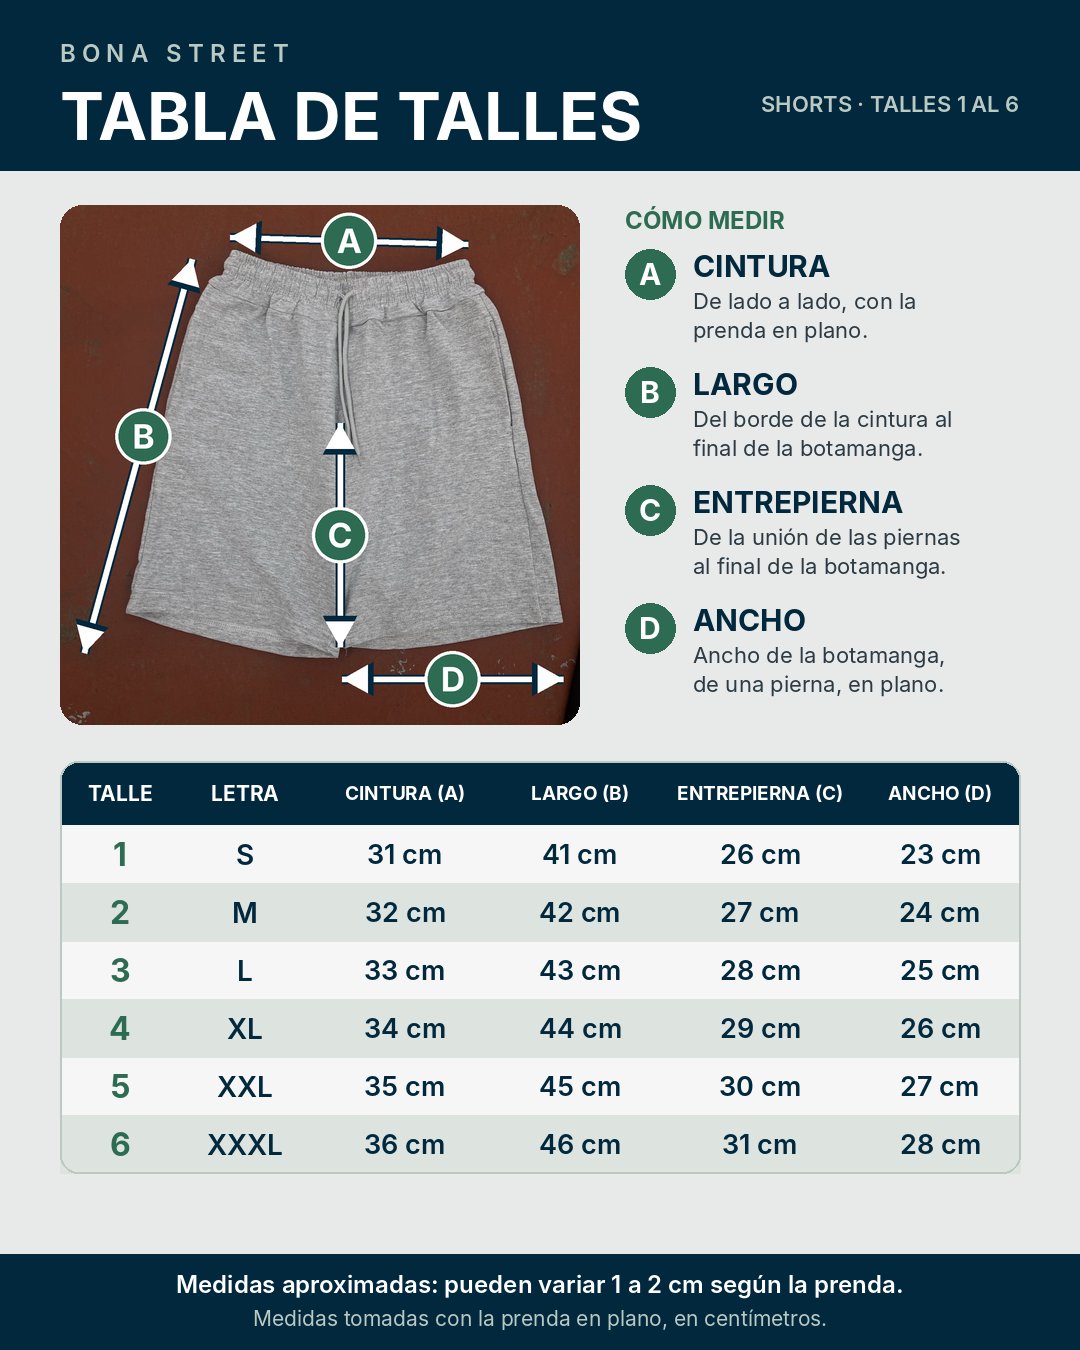 BONA STREET
TABLA DE TALLES
SHORTS · TALLES 1 AL 6
A
B
C
D
CÓMO MEDIR
A CINTURA
De lado a lado, con la
prenda en plano.
B LARGO
Del borde de la cintura al
final de la botamanga.
C ENTREPIERNA
De la unión de las piernas
al final de la botamanga.
D ANCHO
Ancho de la botamanga,
de una pierna, en plano.
TALLE LETRA CINTURA (A) LARGO (B) ENTREPIERNA (C) ANCHO (D)
1 S 31 cm 41 cm 26 cm 23 cm
2 M 32 cm 42 cm 27 cm 24 cm
3 L 33 cm 43 cm 28 cm 25 cm
4 XL 34 cm 44 cm 29 cm 26 cm
5 XXL 35 cm 45 cm 30 cm 27 cm
6 XXXL 36 cm 46 cm 31 cm 28 cm
Medidas aproximadas: pueden variar 1 a 2 cm según la prenda.
Medidas tomadas con la prenda en plano, en centímetros.